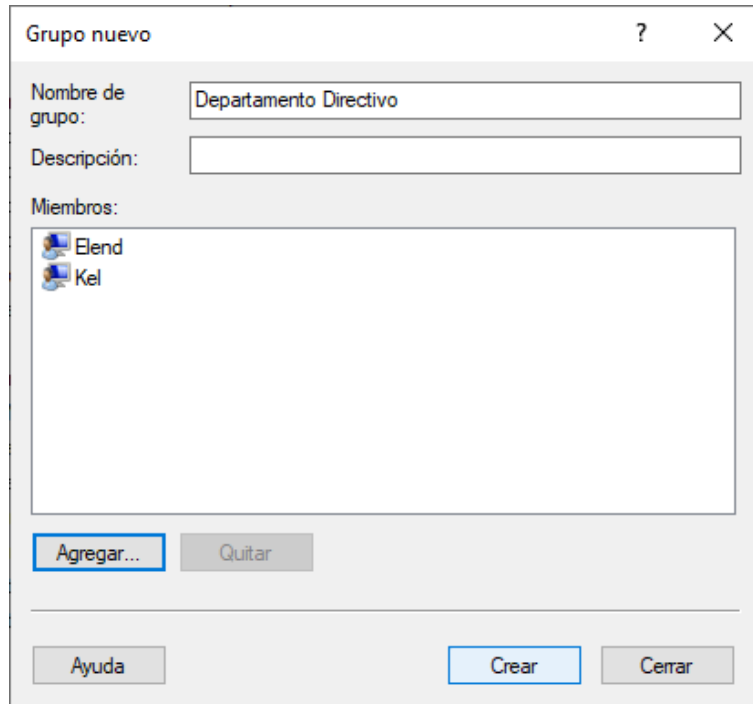 Grupo nuevo ?
Nombre de
grupo:
Departamento Directivo
Descripción:
Miembros:
Elend
Kel
Agregar... Quitar
Ayuda Crear Cerrar